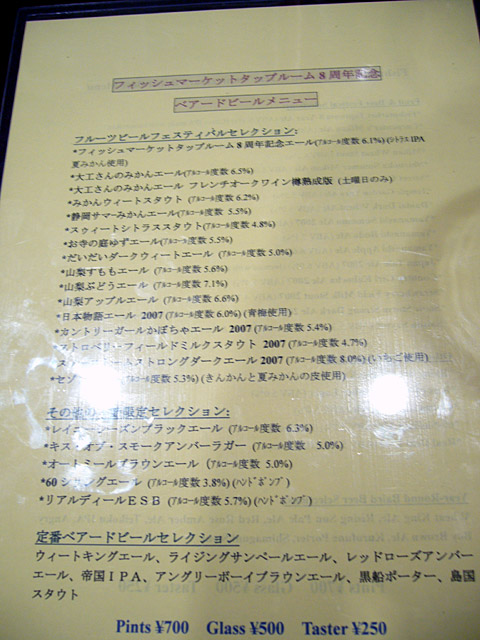 フィッシュマーケットタップルーム 8 周年記念
ベアードビールメニュー
フルーツビールフェスティバルセレクション:
*フィッシュマーケットタップルーム 8 周年記念エール(アルコール度数 6.1%) (シトラス IPA
夏みかん使用)
*大工さんのみかんエール(アルコール度数 6.5%)
*大工さんのみかんエール フレンチオークワイン樽熟成版 (土曜日のみ)
*みかんウィートスタウト (アルコール度数 6.2%)
*静岡サマーみかんエール(アルコール度数 5.5%)
*スウィートシトラススタウト(アルコール度数 4.8%)
*お寺の庭ゆずエール(アルコール度数 5.5%)
*だいだいダークウィートエール (アルコール度数 5.0%)
*山梨すももエール (アルコール度数 5.6%)
*山梨ぶどうエール (アルコール度数 7.1%)
*山梨アップルエール (アルコール度数 6.6%)
*日本物語エール 2007 (アルコール度数 6.0%) (青梅使用)
*カントリーガールかぼちゃエール 2007 (アルコール度数 5.4%)
ストロベリーフィールドミルクスタウト 2007 (アルコール度数 4.7%)
ストロングダークエール 2007 (アルコール度数 8.0%) (いちご使用)
*セゾ アルコール度数 5.3%) (きんかんと夏みかんの皮使用)
その他の 限定セレクション:
*レイニーシーズンブラックエール (アルコール度数 6.3%)
*キス・オブ・スモークアンバーラガー (アルコール度数 5.0%)
*オートミールブラウンエール (アルコール度数 5.0%)
*60 シリングエール (アルコール度数 3.8%) (ハンドポンプ)
*リアルディールＥＳＢ (アルコール度数 5.7%) (ハンドポンプ)
定番ベアードビールセレクション
ウィートキングエール、ライジングサンペールエール、レッドローズアンバー
エール、帝国ＩＰＡ、アングリーボーイブラウンエール、黒船ポーター、島国
スタウト
Pints ¥700 Glass ¥500 Taster ¥250